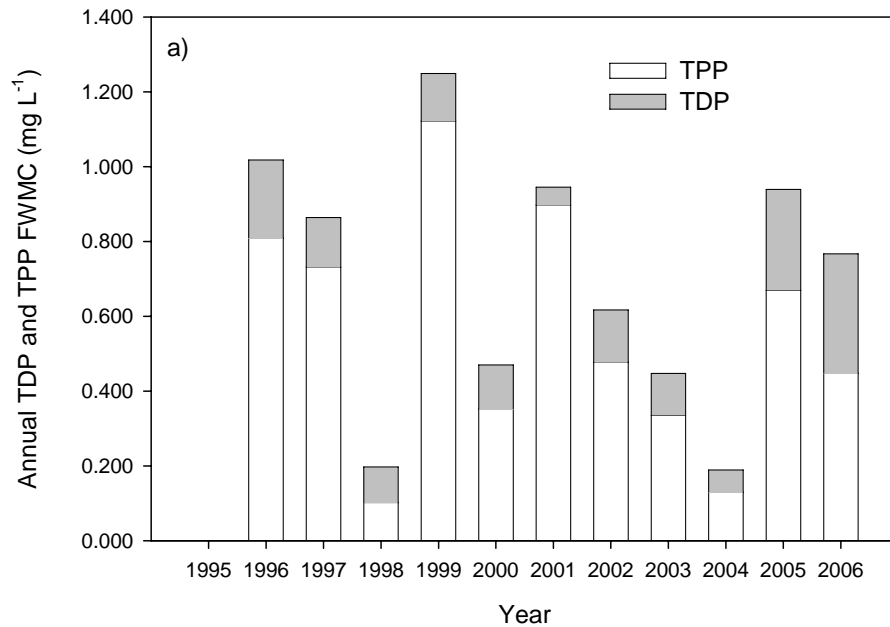 a)
TPP
TDP
Annual TDP and TPP FWMC (mg L⁻¹)
1.400
1.200
1.000
0.800
0.600
0.400
0.200
0.000
1995 1996 1997 1998 1999 2000 2001 2002 2003 2004 2005 2006
Year